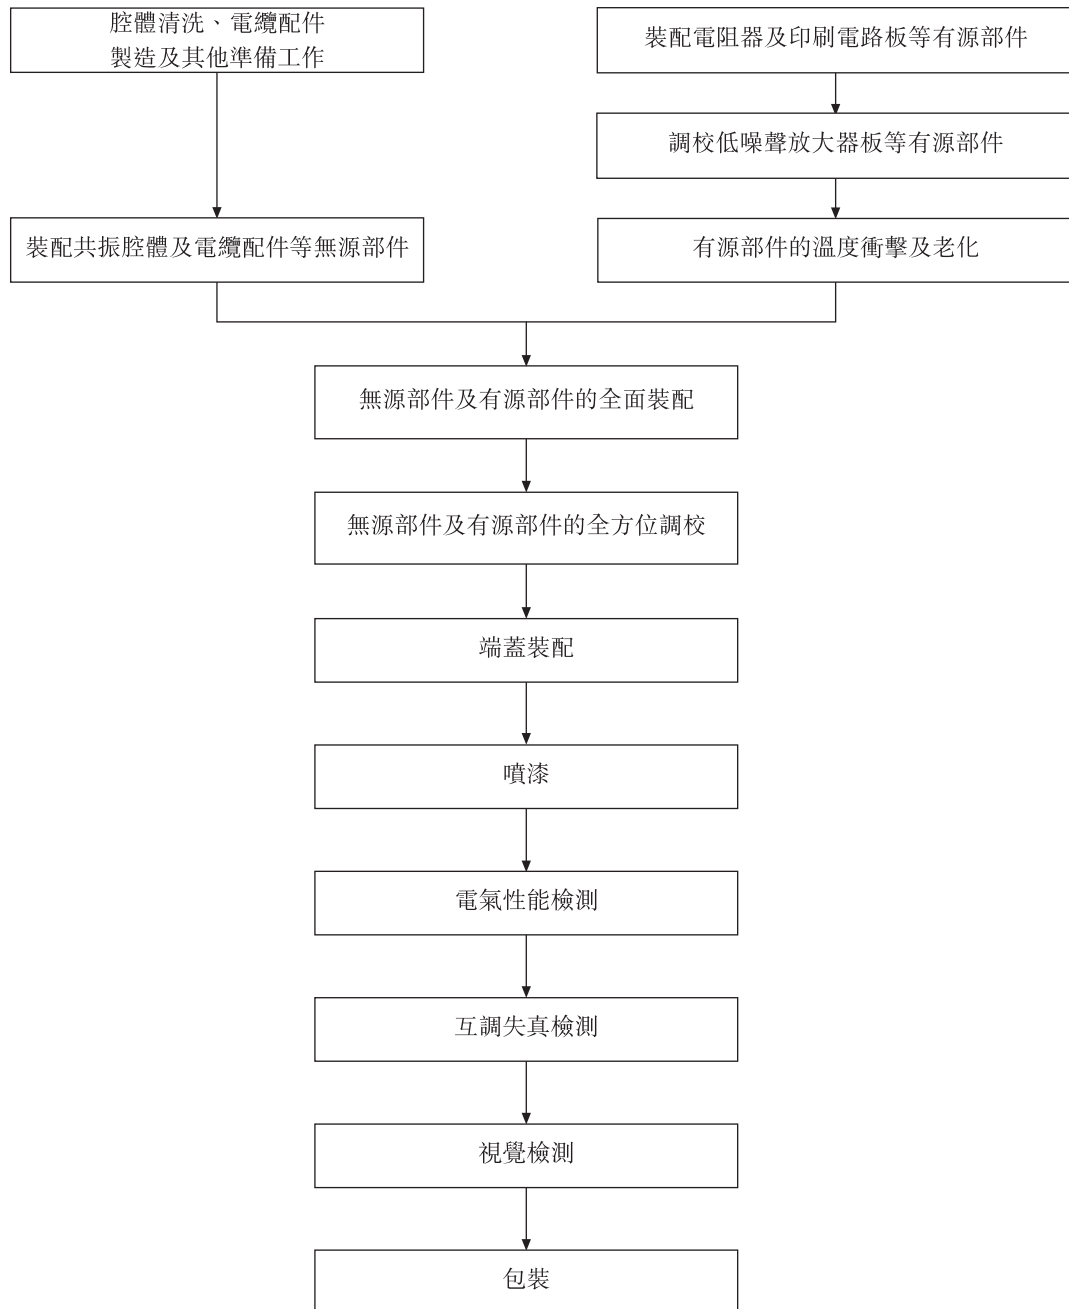 腔體清洗、電纜配件
製造及其他準備工作
裝配電阻器及印刷電路板等有源部件
調校低噪聲放大器板等有源部件
裝配共振腔體及電纜配件等無源部件
有源部件的溫度衝擊及老化
無源部件及有源部件的全面裝配
無源部件及有源部件的全方位調校
端蓋裝配
噴漆
電氣性能檢測
互調失真檢測
視覺檢測
包裝